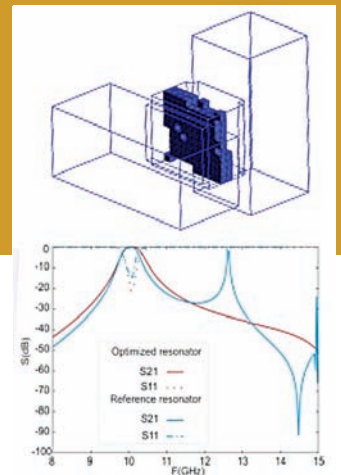 0
-10
-20
-30
-40
-50
-60
-70
-80
-90
-100
S(dB)
Optimized resonator
S21
S11
Reference resonator
S21
S11
8 9 10 11 12 13 14 15
F(GHz)